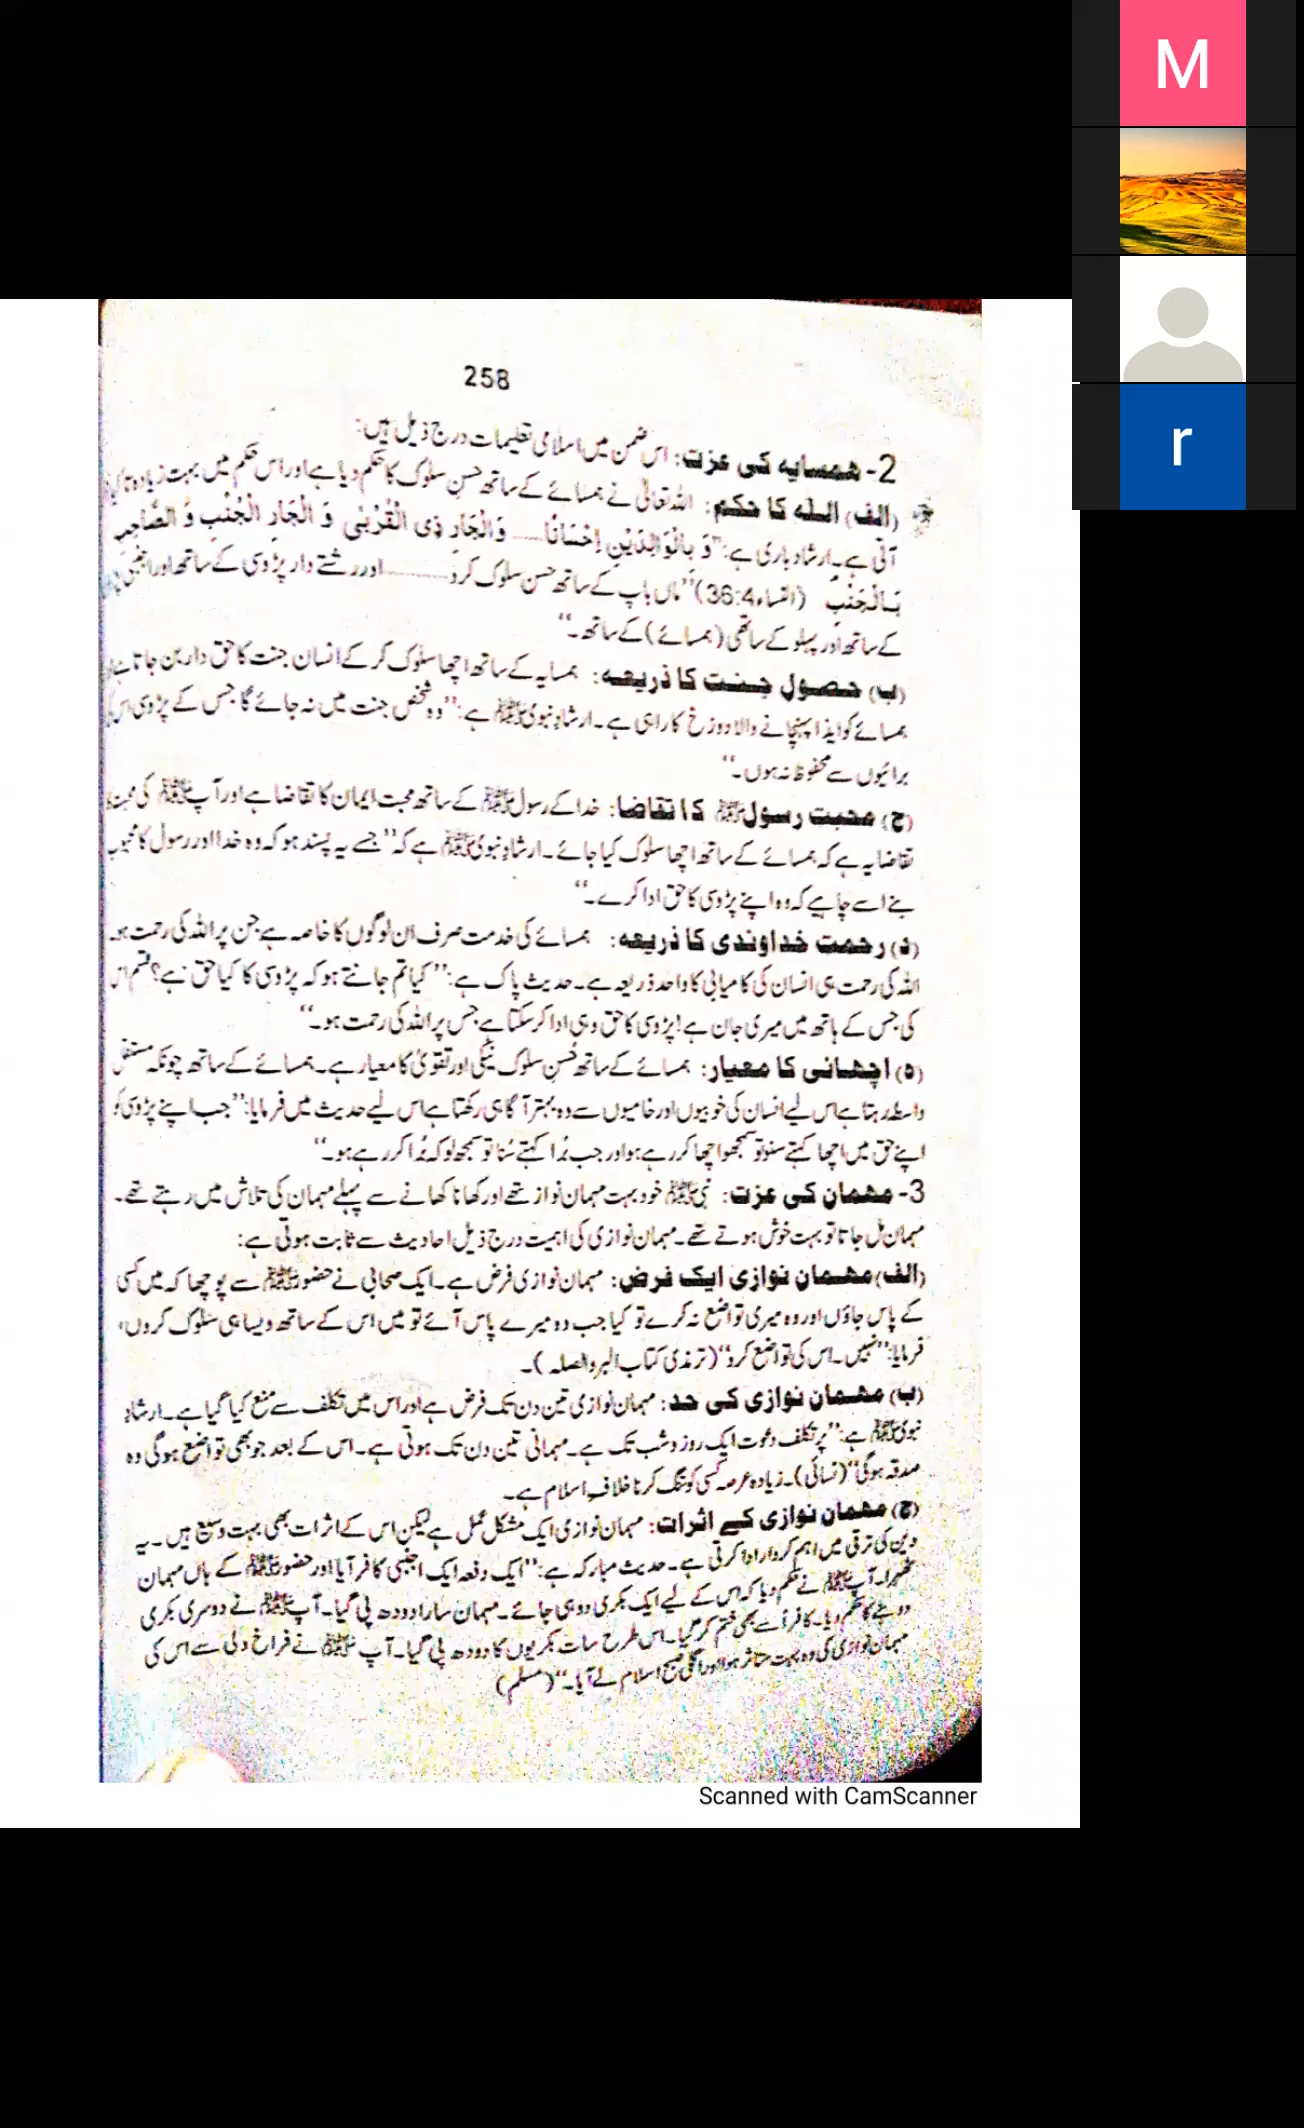 258
2- ہمسایہ کی عزت: اس ضمن میں اسلامی تعلیمات درج ذیل ہیں:
(الف) اللہ کا حکم: اللہ تعالیٰ نے ہمسائے کے ساتھ حسنِ سلوک کا حکم دیا ہے اور اس حکم میں بہت زیادہ
آئی ہے۔ ارشاد باری ہے: "وَ بِالْوَالِدَيْنِ إِحْسَانًا...... وَالْجَارِ ذِي الْقُرْبٰى وَ الْجَارِ الْجُنُبِ وَ الصَّاحِبِ
بِالْجَنْبِ (النساء 36:4) "ماں باپ کے ساتھ حسن سلوک کرو............ اور رشتے دار پڑوسی کے ساتھ اور اجنبی
کے ساتھ اور پہلو کے ساتھی (ہمسائے) کے ساتھ۔"
(ب) حصولِ جنت کا ذریعہ: ہمسایہ کے ساتھ اچھا سلوک کر کے انسان جنت کا حق دار بن جاتا ہے
ہمسائے کو ایذا پہنچانے والا دوزخ کا راہی ہے۔ ارشادِ نبوی ﷺ ہے: "وہ شخص جنت میں نہ جائے گا جس کے پڑوسی اس
برائیوں سے محفوظ نہ ہوں۔"
(ج) محبت رسول ﷺ کا تقاضا: خدا کے رسول ﷺ کے ساتھ محبت ایمان کا تقاضا ہے اور آپ ﷺ کی
تقاضا یہ ہے کہ ہمسائے کے ساتھ اچھا سلوک کیا جائے۔ ارشادِ نبوی ﷺ ہے کہ "جسے یہ پسند ہو کہ وہ خدا اور رسول کا محبوب
بنے اسے چاہیے کہ وہ اپنے پڑوسی کا حق ادا کرے۔"
(د) رحمت خداوندی کا ذریعہ: ہمسائے کی خدمت صرف ان لوگوں کا خاصہ ہے جن پر اللہ کی رحمت ہو۔
اللہ کی رحمت ہی انسان کی کامیابی کا واحد ذریعہ ہے۔ حدیث پاک ہے: "کیا تم جانتے ہو کہ پڑوسی کا کیا حق ہے؟ قسم اس
کی جس کے ہاتھ میں میری جان ہے! پڑوسی کا حق وہی ادا کر سکتا ہے جس پر اللہ کی رحمت ہو۔"
(ہ) اچھائی کا معیار: ہمسائے کے ساتھ حُسنِ سلوک نیکی اور تقویٰ کا معیار ہے۔ ہمسائے کے ساتھ چونکہ مستقل
واسطہ رہتا ہے اس لیے انسان کی خوبیوں اور خامیوں سے وہ بہتر آگاہی رکھتا ہے اس لیے حدیث میں فرمایا: "جب اپنے پڑوسی کو
اپنے حق میں اچھا کہتے سنو تو سمجھو اچھا کر رہے ہو اور جب بُرا کہتے سُنا تو سمجھ لو کہ بُرا کر رہے ہو۔"
3- مہمان کی عزت: نبی ﷺ خود بہت مہمان نواز تھے اور کھانا کھانے سے پہلے مہمان کی تلاش میں رہتے تھے۔
مہمان مل جاتا تو بہت خوش ہوتے تھے۔ مہمان نوازی کی اہمیت درج ذیل احادیث سے ثابت ہوتی ہے:
(الف) مہمان نوازی ایک فرض: مہمان نوازی فرض ہے۔ ایک صحابی نے حضور ﷺ سے پوچھا کہ میں کسی
کے پاس جاؤں اور وہ میری تواضع نہ کرے تو کیا جب وہ میرے پاس آئے تو میں اس کے ساتھ ویسا ہی سلوک کروں،
فرمایا: "نہیں۔ اس کی تواضع کرو" (ترمذی کتاب البر والصلہ)۔
(ب) مہمان نوازی کی حد: مہمان نوازی تین دن تک فرض ہے اور اس میں تکلف سے منع کیا گیا ہے۔ ارشادِ
نبوی ﷺ ہے: "پرتکلف دعوت ایک روز و شب تک ہے۔ مہمانی تین دن تک ہوتی ہے۔ اس کے بعد جو بھی تواضع ہوگی وہ
صدقہ ہوگی" (نسائی)۔ زیادہ عرصہ کسی کو تنگ کرنا خلافِ اسلام ہے۔
(ج) مہمان نوازی کے اثرات: مہمان نوازی ایک مشکل عمل ہے لیکن اس کے اثرات بھی بہت وسیع ہیں۔ یہ
دین کی ترقی میں اہم کردار ادا کرتی ہے۔ حدیث مبارکہ ہے: "ایک دفعہ ایک اجنبی کافر آیا اور حضور ﷺ کے ہاں مہمان
ٹھہرا۔ آپ ﷺ نے حکم دیا کہ اس کے لیے ایک بکری دوہی جائے۔ مہمان سارا دودھ پی گیا۔ آپ ﷺ نے دوسری بکری
دوہنے کا حکم دیا۔ کافر اُسے بھی ختم کر گیا۔ اس طرح سات بکریوں کا دودھ پی گیا۔ آپ ﷺ نے فراخ دلی سے اس کی
مہمان نوازی کی وہ بہت متاثر ہوا اور اگلی صبح اسلام لے آیا۔" (مسلم)
Scanned with CamScanner
M
r